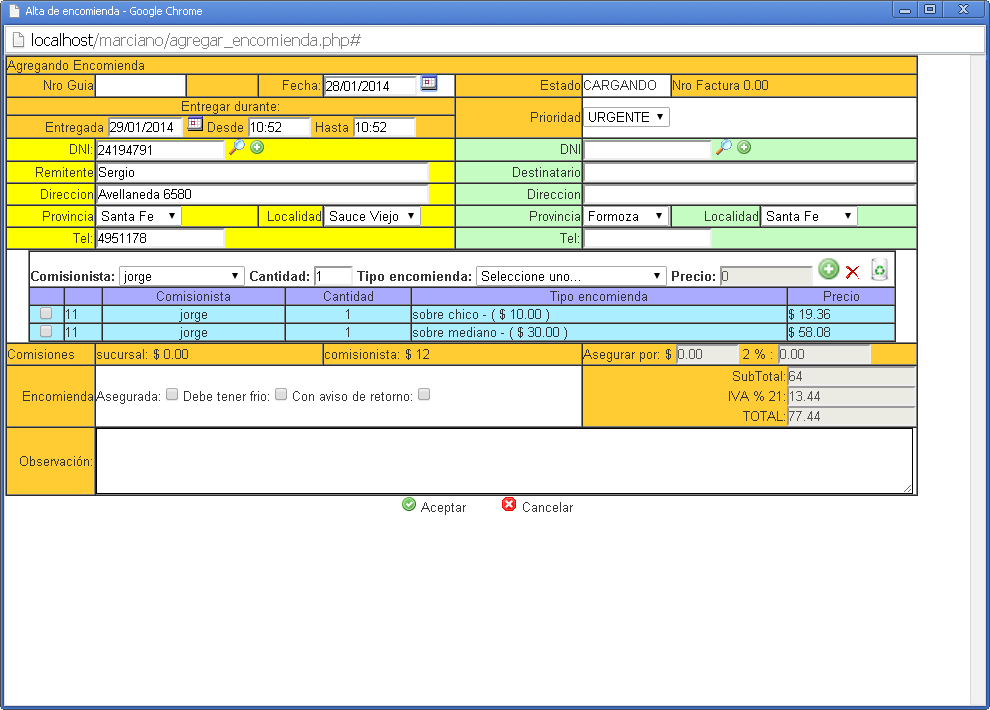 Alta de encomienda - Google Chrome
localhost/marciano/agregar_encomienda.php#
Agregando Encomienda
Nro Guia Fecha: 28/01/2014 Estado CARGANDO Nro Factura 0.00
Entregar durante:
Entregada 29/01/2014 Desde 10:52 Hasta 10:52 Prioridad URGENTE
DNI: 24194791 DNI
Remitente Sergio Destinatario
Direccion Avellaneda 6580 Direccion
Provincia Santa Fe Localidad Sauce Viejo Provincia Formoza Localidad Santa Fe
Tel: 4951178 Tel:
Comisionista: jorge Cantidad: 1 Tipo encomienda: Seleccione uno... Precio: 0
Comisionista Cantidad Tipo encomienda Precio
11 jorge 1 sobre chico - ( $ 10.00 ) $ 19.36
11 jorge 1 sobre mediano - ( $ 30.00 ) $ 58.08
Comisiones sucursal: $ 0.00 comisionista: $ 12 Asegurar por: $ 0.00 2 % : 0.00
SubTotal: 64
Encomienda Asegurada: Debe tener frio: Con aviso de retorno: IVA % 21: 13.44
TOTAL: 77.44
Observación:
Aceptar Cancelar